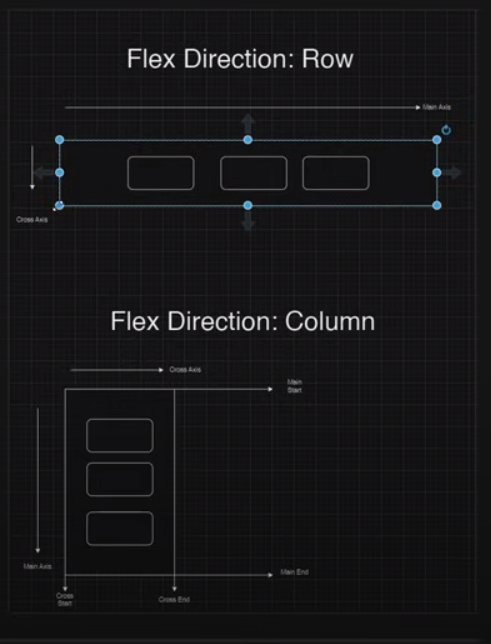 Flex Direction: Row
Main Axis
Cross Axis
Flex Direction: Column
Cross Axis
Main
Start
Main Axis
Main End
Cross
Start
Cross End